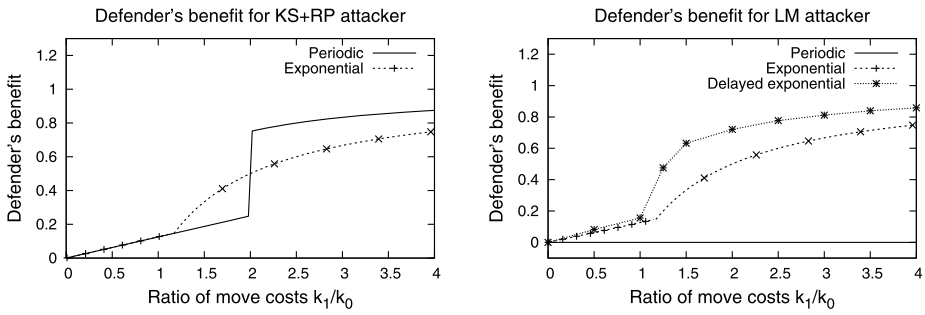 Defender's benefit for KS+RP attacker
Periodic
Exponential
Defender's benefit
1.2
1
0.8
0.6
0.4
0.2
0
0 0.5 1 1.5 2 2.5 3 3.5 4
Ratio of move costs k1/k0
Defender's benefit for LM attacker
Periodic
Exponential
Delayed exponential
Defender's benefit
1.2
1
0.8
0.6
0.4
0.2
0
0 0.5 1 1.5 2 2.5 3 3.5 4
Ratio of move costs k1/k0